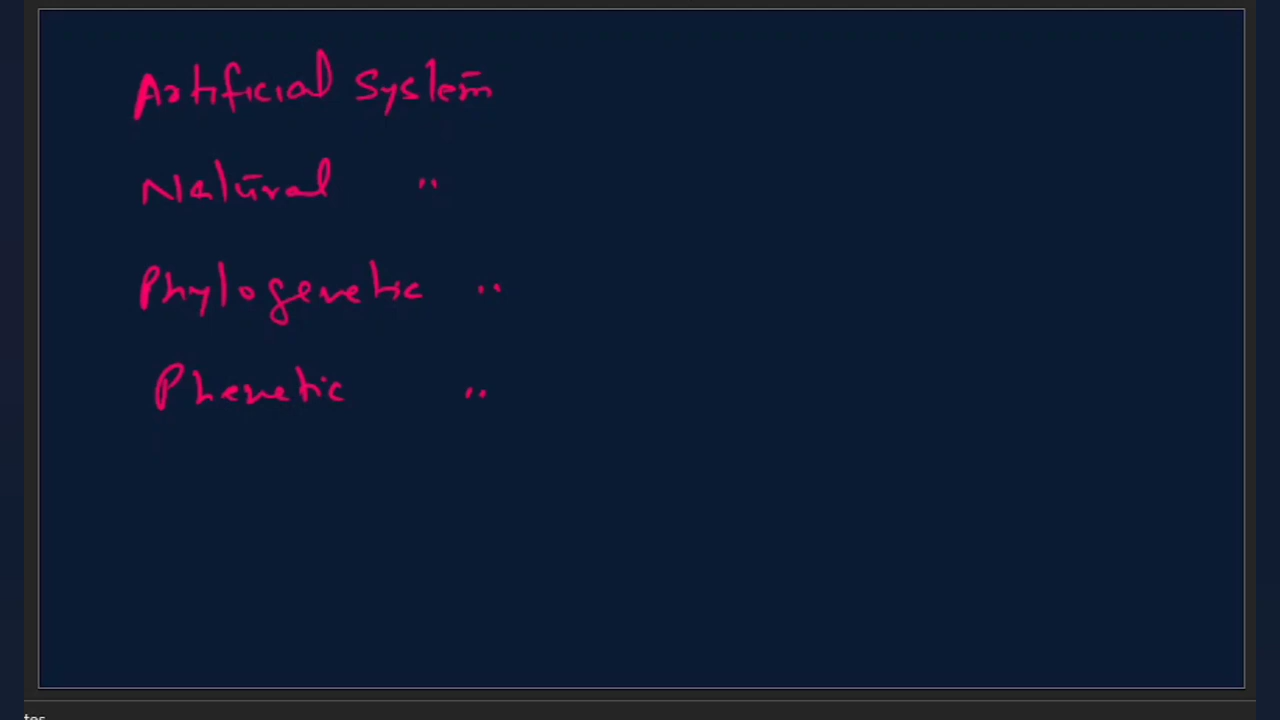 Artificial System
Natural "
Phylogenetic "
Phenetic "